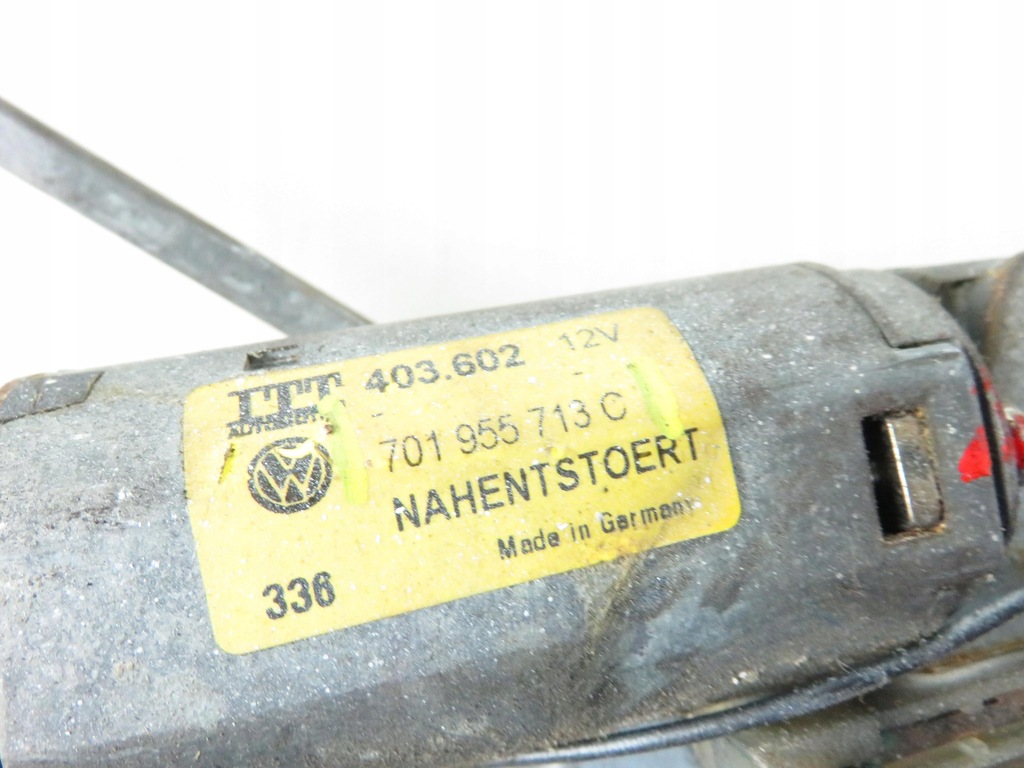 ITT 403.602 12V
701 955 713 C
NAHENTSTOERT
Made in Germany
336